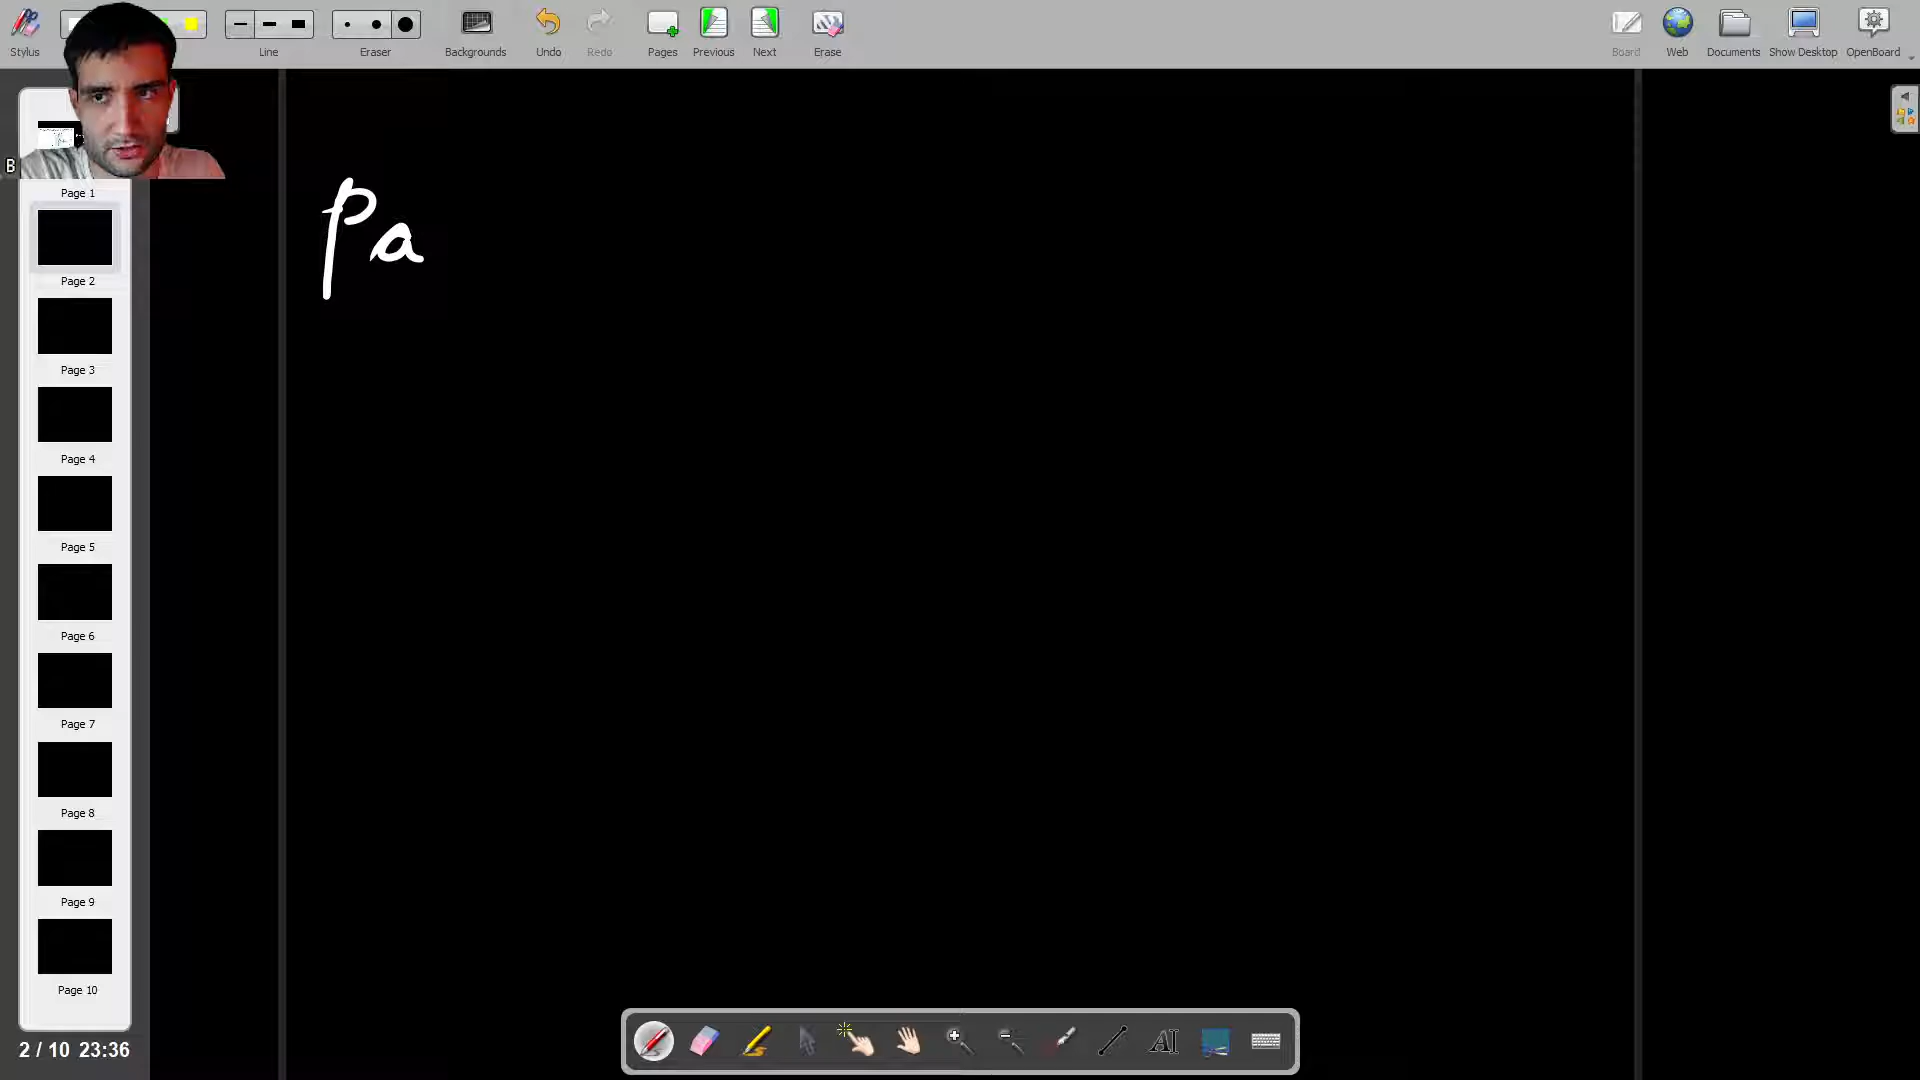 Stylus Line Eraser Backgrounds Undo Redo Pages Previous Next Erase Board Web Documents Show Desktop OpenBoard
B
Page 1
Pa
Page 2
Page 3
Page 4
Page 5
Page 6
Page 7
Page 8
Page 9
Page 10
2 / 10 23:36
AI